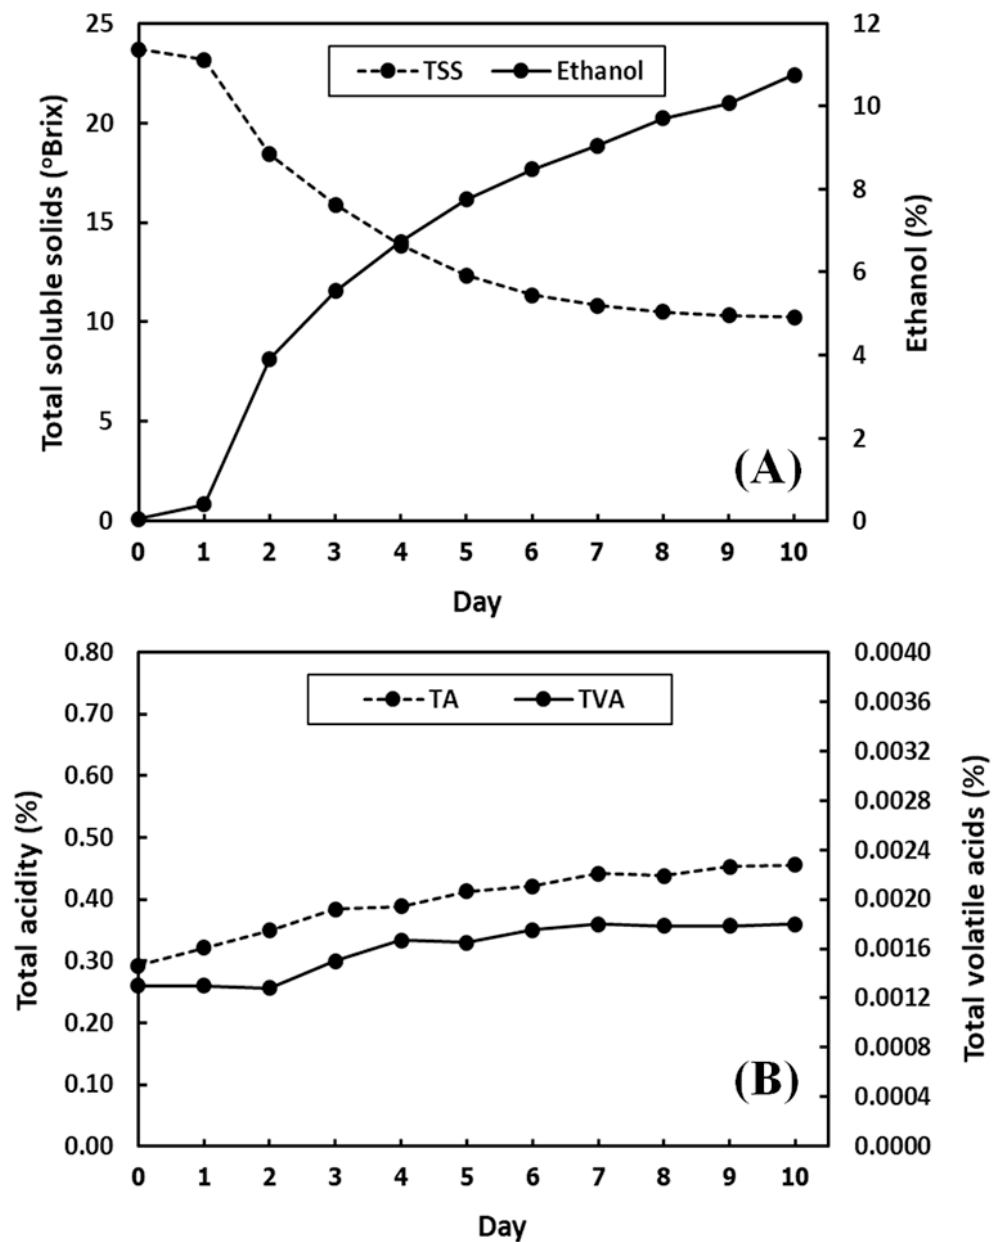 25
20
15
10
5
0
Total soluble solids (°Brix)
TSS
Ethanol
12
10
8
6
4
2
0
Ethanol (%)
(A)
0 1 2 3 4 5 6 7 8 9 10
Day
0.80
0.70
0.60
0.50
0.40
0.30
0.20
0.10
0.00
Total acidity (%)
TA
TVA
0.0040
0.0036
0.0032
0.0028
0.0024
0.0020
0.0016
0.0012
0.0008
0.0004
0.0000
Total volatile acids (%)
(B)
0 1 2 3 4 5 6 7 8 9 10
Day